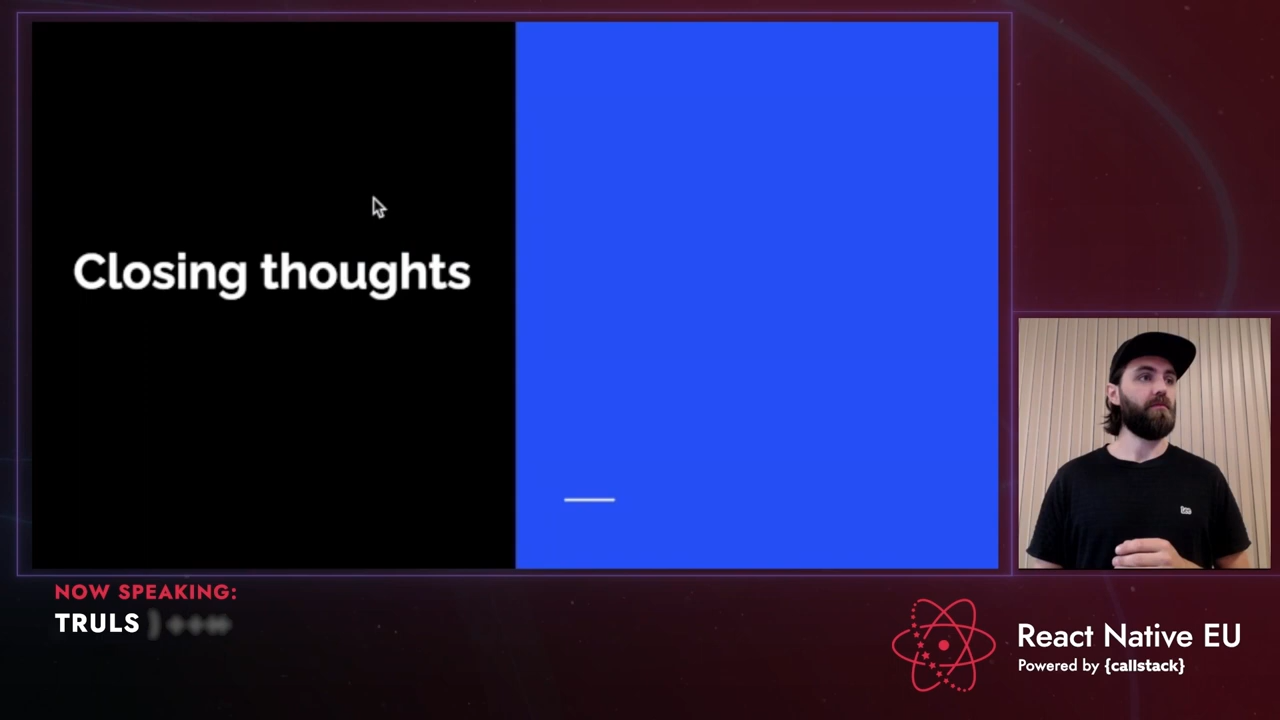 Closing thoughts
NOW SPEAKING:
TRULS
React Native EU
Powered by {callstack}